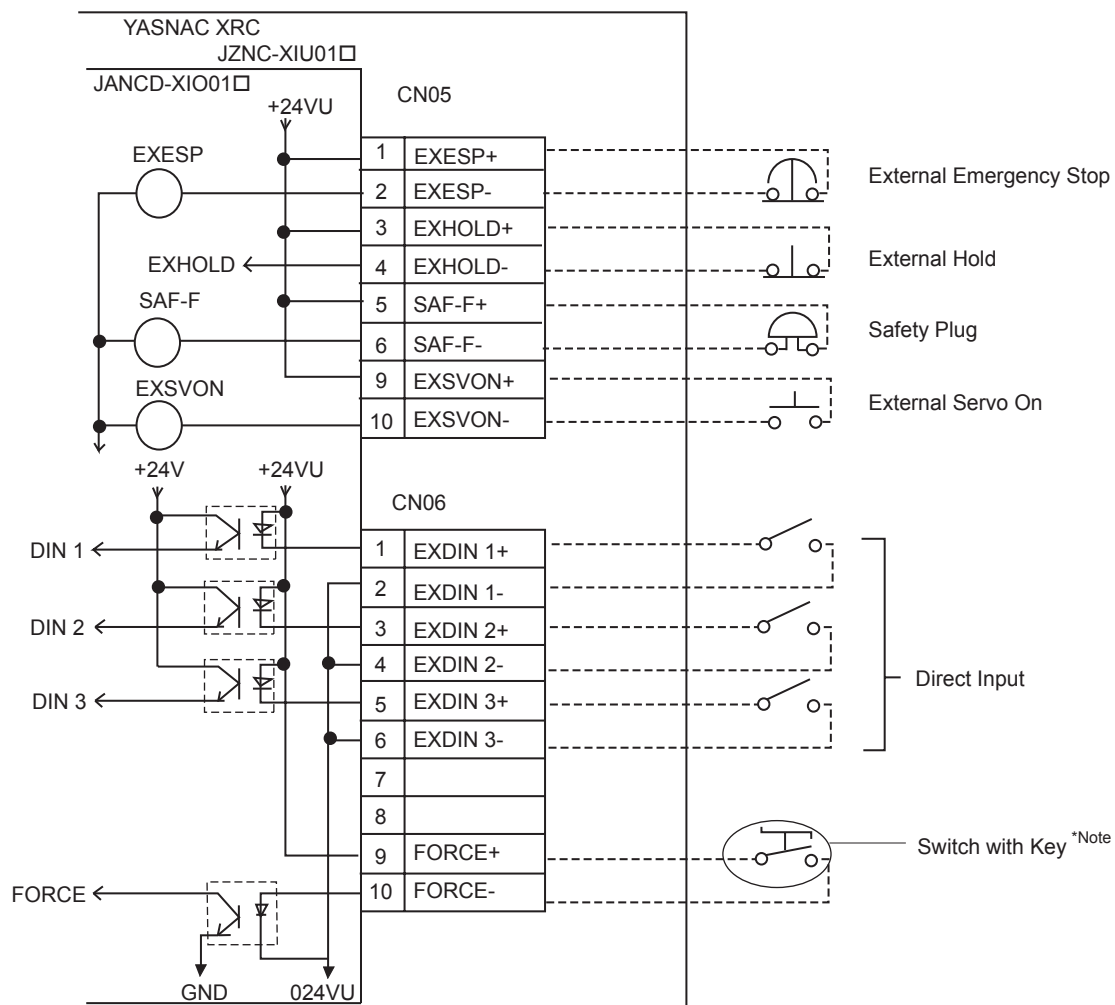 YASNAC XRC
JZNC-XIU01□
JANCD-XIO01□
+24VU
CN05
EXESP
1 EXESP+
2 EXESP-
External Emergency Stop
3 EXHOLD+
EXHOLD
4 EXHOLD-
External Hold
SAF-F
5 SAF-F+
6 SAF-F-
Safety Plug
EXSVON
9 EXSVON+
10 EXSVON-
External Servo On
+24V
+24VU
CN06
DIN 1
1 EXDIN 1+
2 EXDIN 1-
DIN 2
3 EXDIN 2+
4 EXDIN 2-
DIN 3
5 EXDIN 3+
6 EXDIN 3-
Direct Input
7
8
9 FORCE+
Switch with Key *Note
FORCE
10 FORCE-
GND
024VU